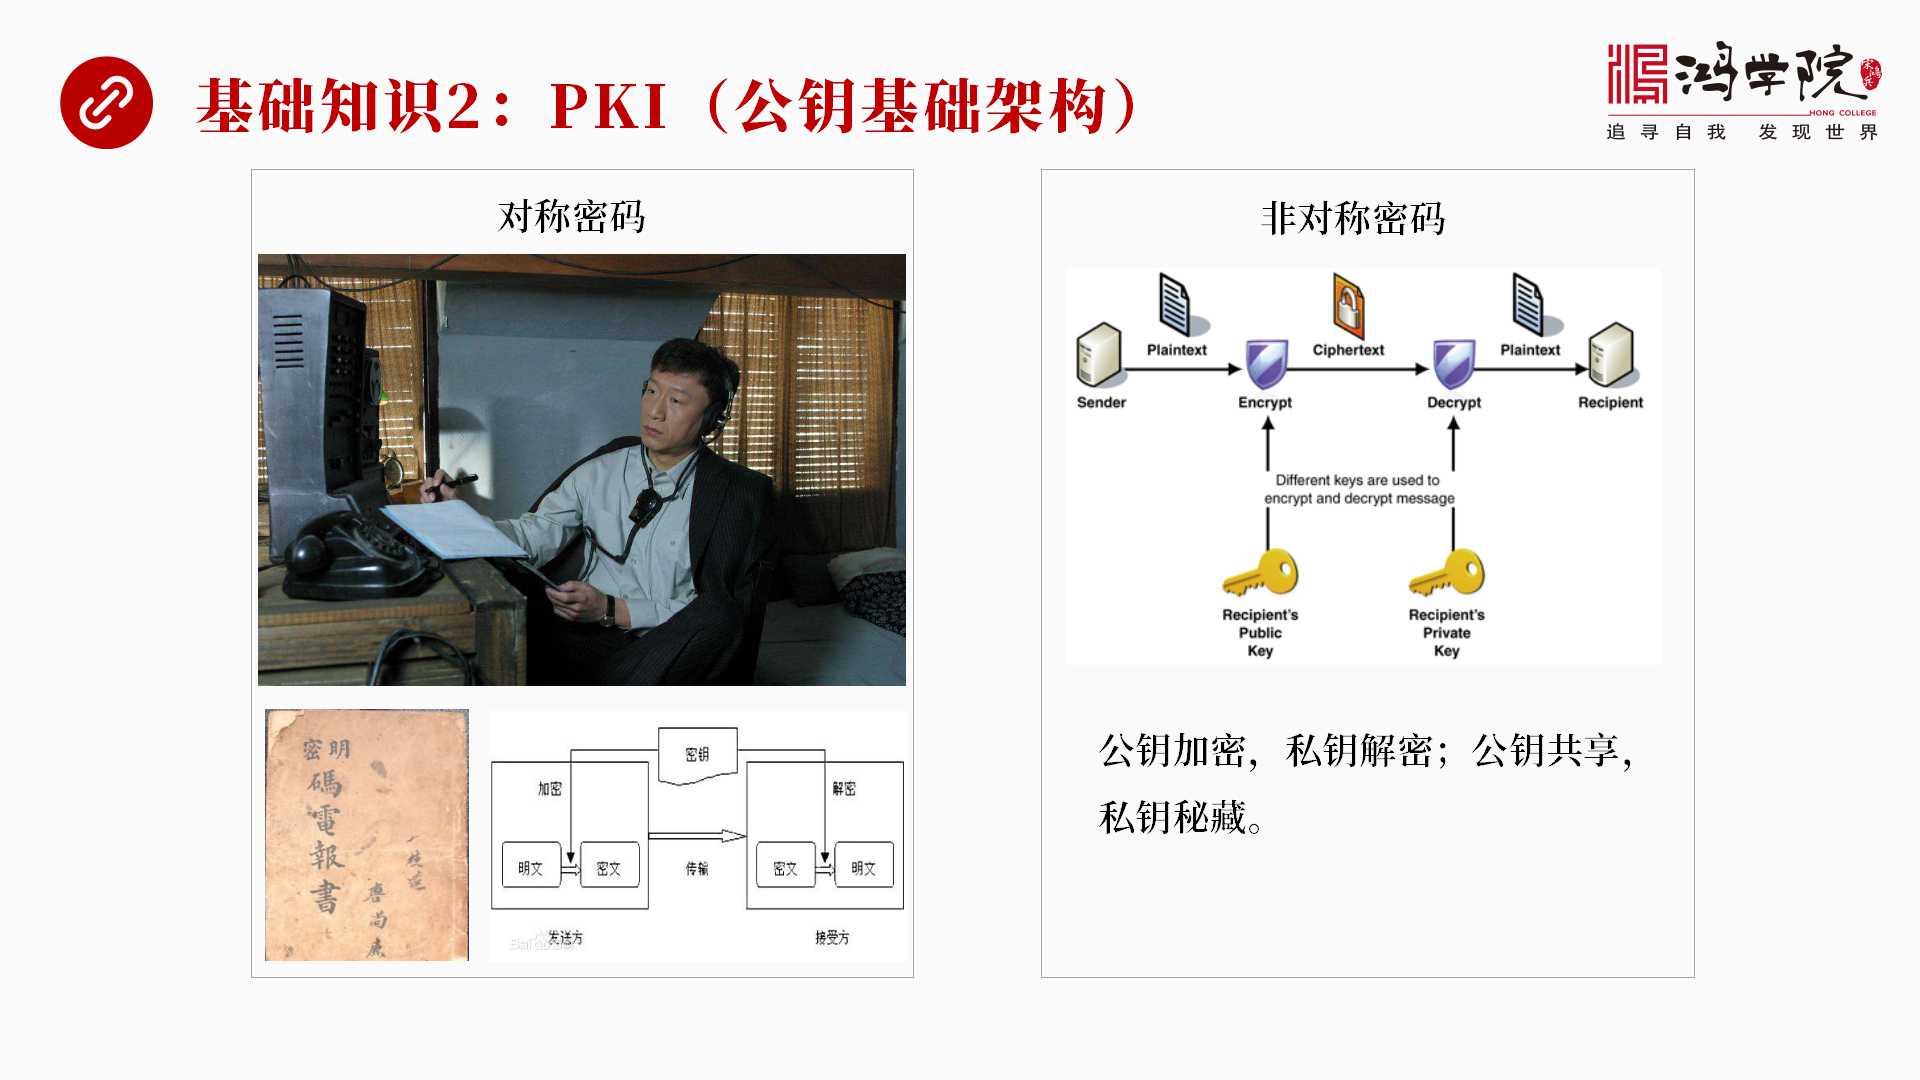 基础知识2：PKI（公钥基础架构）
鸿学院
宋鸿兵
HONG COLLEGE
追寻自我 发现世界
对称密码
明密
碼電報書
密钥
加密
解密
明文
密文
传输
密文
明文
发送方
接受方
非对称密码
Plaintext
Ciphertext
Plaintext
Sender
Encrypt
Decrypt
Recipient
Different keys are used to
encrypt and decrypt message
Recipient's
Public
Key
Recipient's
Private
Key
公钥加密，私钥解密；公钥共享，
私钥秘藏。